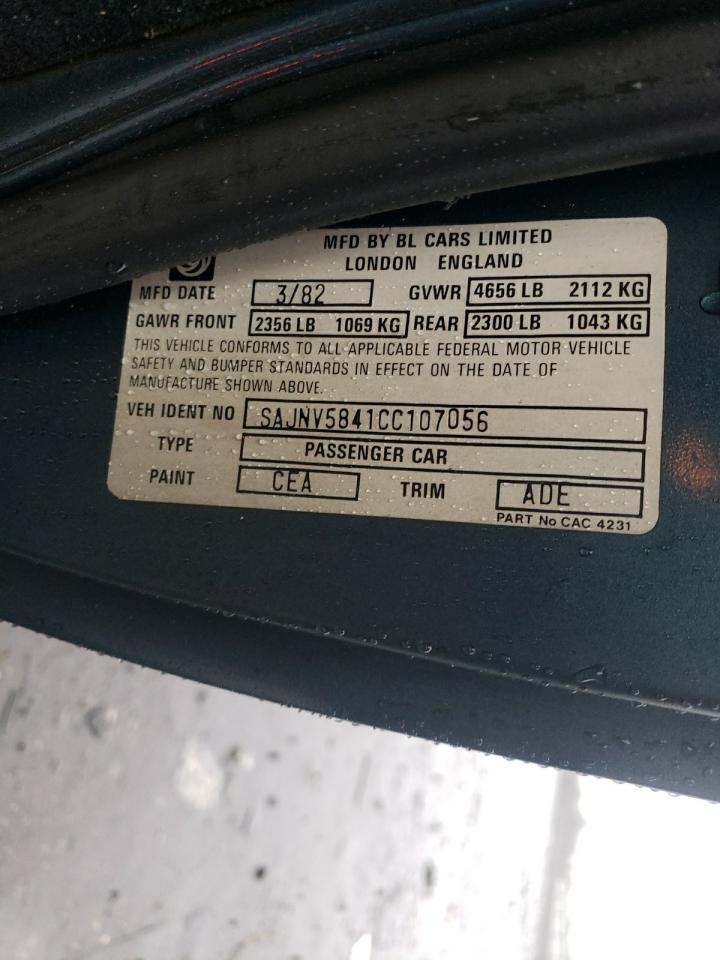 MFD BY BL CARS LIMITED
LONDON ENGLAND
MFD DATE 3/82 GVWR 4656 LB 2112 KG
GAWR FRONT 2356 LB 1069 KG REAR 2300 LB 1043 KG
THIS VEHICLE CONFORMS TO ALL APPLICABLE FEDERAL MOTOR VEHICLE
SAFETY AND BUMPER STANDARDS IN EFFECT ON THE DATE OF
MANUFACTURE SHOWN ABOVE.
VEH IDENT NO SAJNV5841CC107056
TYPE PASSENGER CAR
PAINT CEA TRIM ADE
PART No CAC 4231